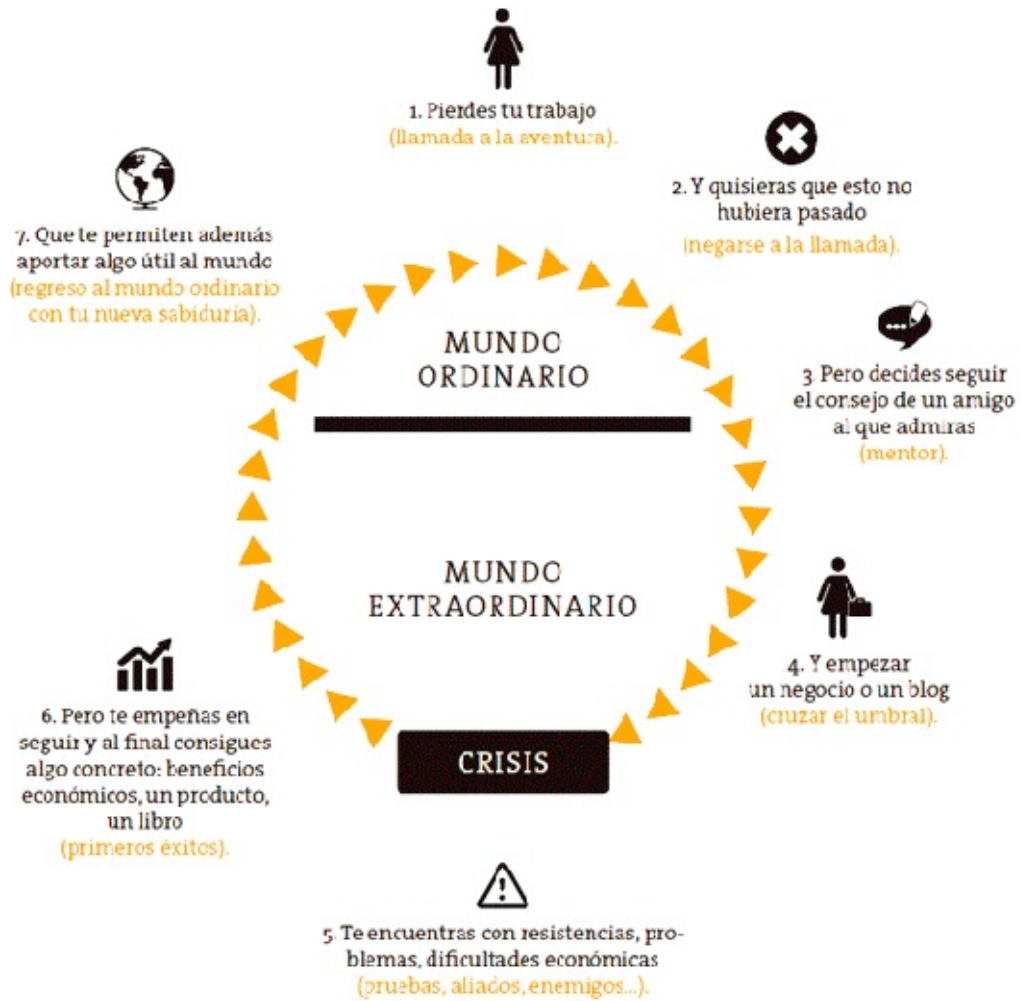 1. Pierdes tu trabajo
(llamada a la aventura).
2. Y quisieras que esto no
hubiera pasado
(negarse a la llamada).
3. Pero decides seguir
el consejo de un amigo
al que admiras
(mentor).
4. Y empezar
un negocio o un blog
(cruzar el umbral).
5. Te encuentras con resistencias, pro-
blemas, dificultades económicas
(pruebas, aliados, enemigos...).
6. Pero te empeñas en
seguir y al final consigues
algo concreto: beneficios
económicos, un producto,
un libro
(primeros éxitos).
7. Que te permiten además
aportar algo útil al mundo
(regreso al mundo ordinario
con tu nueva sabiduría).
MUNDO
ORDINARIO
MUNDO
EXTRAORDINARIO
CRISIS